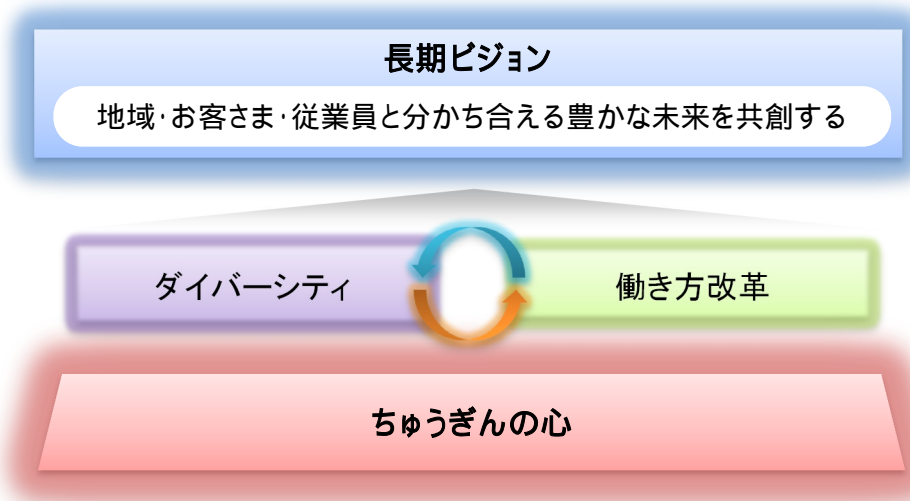 長期ビジョン
地域・お客さま・従業員と分かち合える豊かな未来を共創する
ダイバーシティ
働き方改革
ちゅうぎんの心